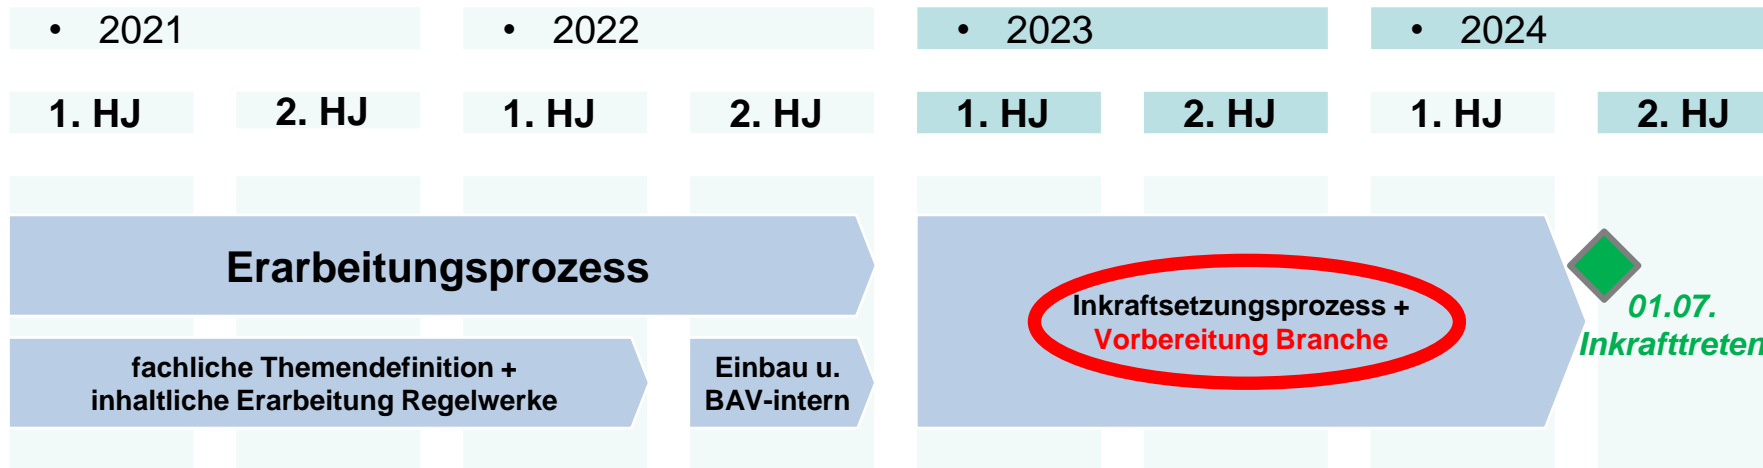 • 2021
• 2022
• 2023
• 2024
1. HJ
2. HJ
1. HJ
2. HJ
1. HJ
2. HJ
1. HJ
2. HJ
Erarbeitungsprozess
fachliche Themendefinition +
inhaltliche Erarbeitung Regelwerke
Einbau u.
BAV-intern
Inkraftsetzungsprozess +
Vorbereitung Branche
01.07.
Inkrafttreten